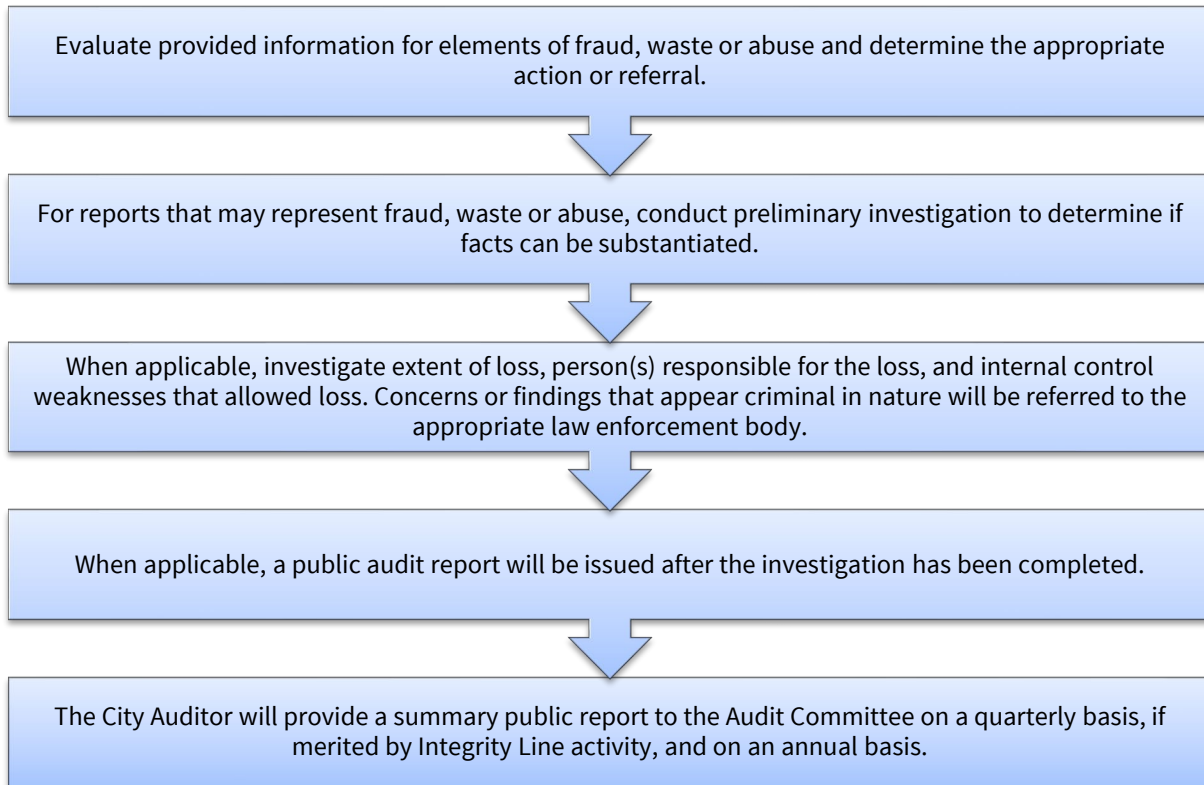 Evaluate provided information for elements of fraud, waste or abuse and determine the appropriate
action or referral.
For reports that may represent fraud, waste or abuse, conduct preliminary investigation to determine if
facts can be substantiated.
When applicable, investigate extent of loss, person(s) responsible for the loss, and internal control
weaknesses that allowed loss. Concerns or findings that appear criminal in nature will be referred to the
appropriate law enforcement body.
When applicable, a public audit report will be issued after the investigation has been completed.
The City Auditor will provide a summary public report to the Audit Committee on a quarterly basis, if
merited by Integrity Line activity, and on an annual basis.